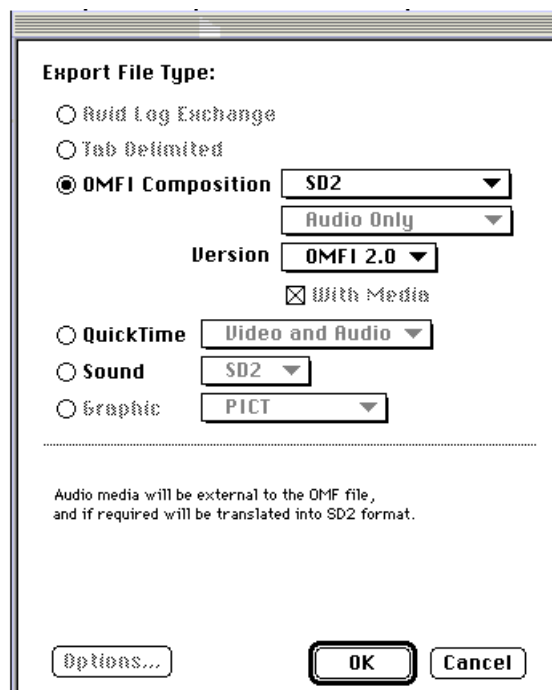 Export File Type:
Avid Log Exchange
Tab Delimited
OMFI Composition SD2
Audio Only
Version OMFI 2.0
With Media
QuickTime Video and Audio
Sound SD2
Graphic PICT
Audio media will be external to the OMF file,
and if required will be translated into SD2 format.
Options... OK Cancel